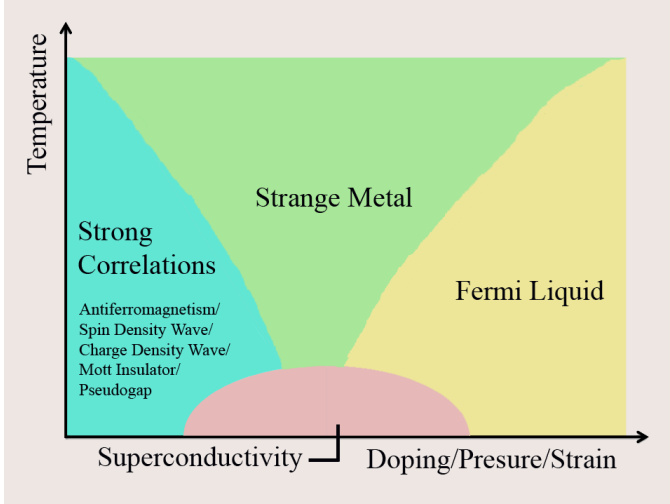 Temperature
Strange Metal
Strong
Correlations
Antiferromagnetism/
Spin Density Wave/
Charge Density Wave/
Mott Insulator/
Pseudogap
Fermi Liquid
Superconductivity
Doping/Presure/Strain